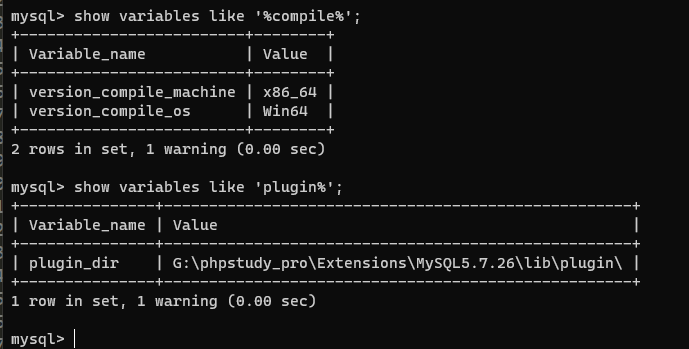 mysql> show variables like '%compile%';
+-------------------------+--------+
| Variable_name           | Value  |
+-------------------------+--------+
| version_compile_machine | x86_64 |
| version_compile_os      | Win64  |
+-------------------------+--------+
2 rows in set, 1 warning (0.00 sec)
mysql> show variables like 'plugin%';
+---------------+------------------------------------------------------+
| Variable_name | Value                                                |
+---------------+------------------------------------------------------+
| plugin_dir    | G:\phpstudy_pro\Extensions\MySQL5.7.26\lib\plugin\ |
+---------------+------------------------------------------------------+
1 row in set, 1 warning (0.00 sec)
mysql>